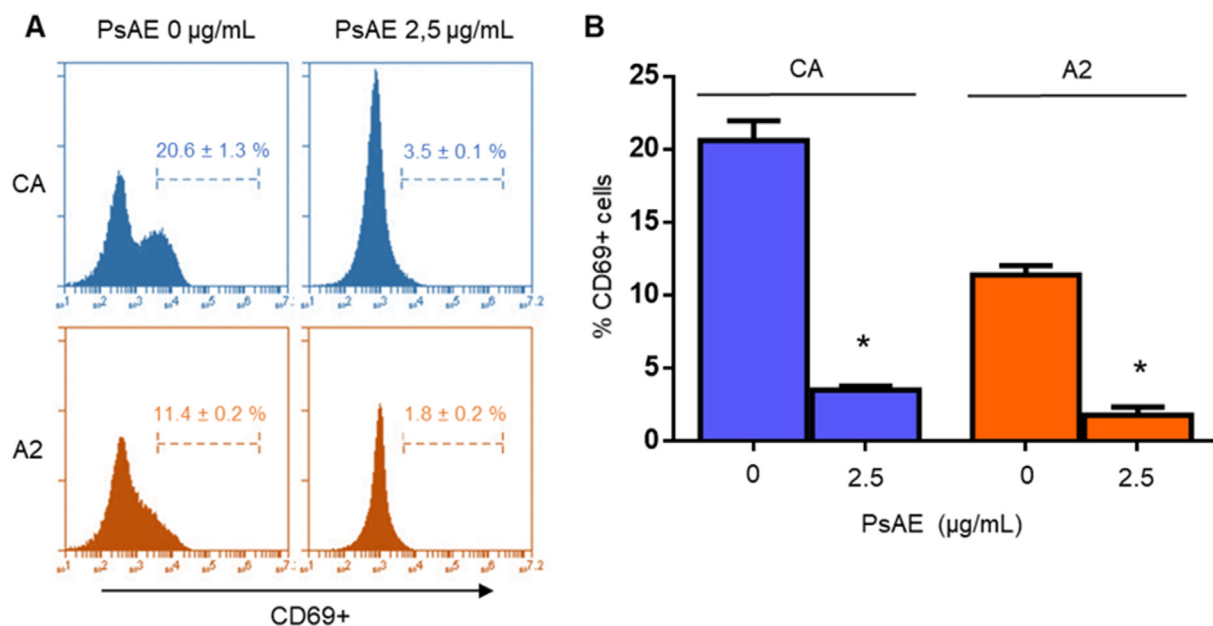 A
PsAE 0 µg/mL
PsAE 2,5 µg/mL
CA
20.6 ± 1.3 %
3.5 ± 0.1 %
A2
11.4 ± 0.2 %
1.8 ± 0.2 %
CD69+
B
CA
A2
% CD69+ cells
25
20
15
10
5
0
*
*
0
2.5
0
2.5
PsAE (µg/mL)